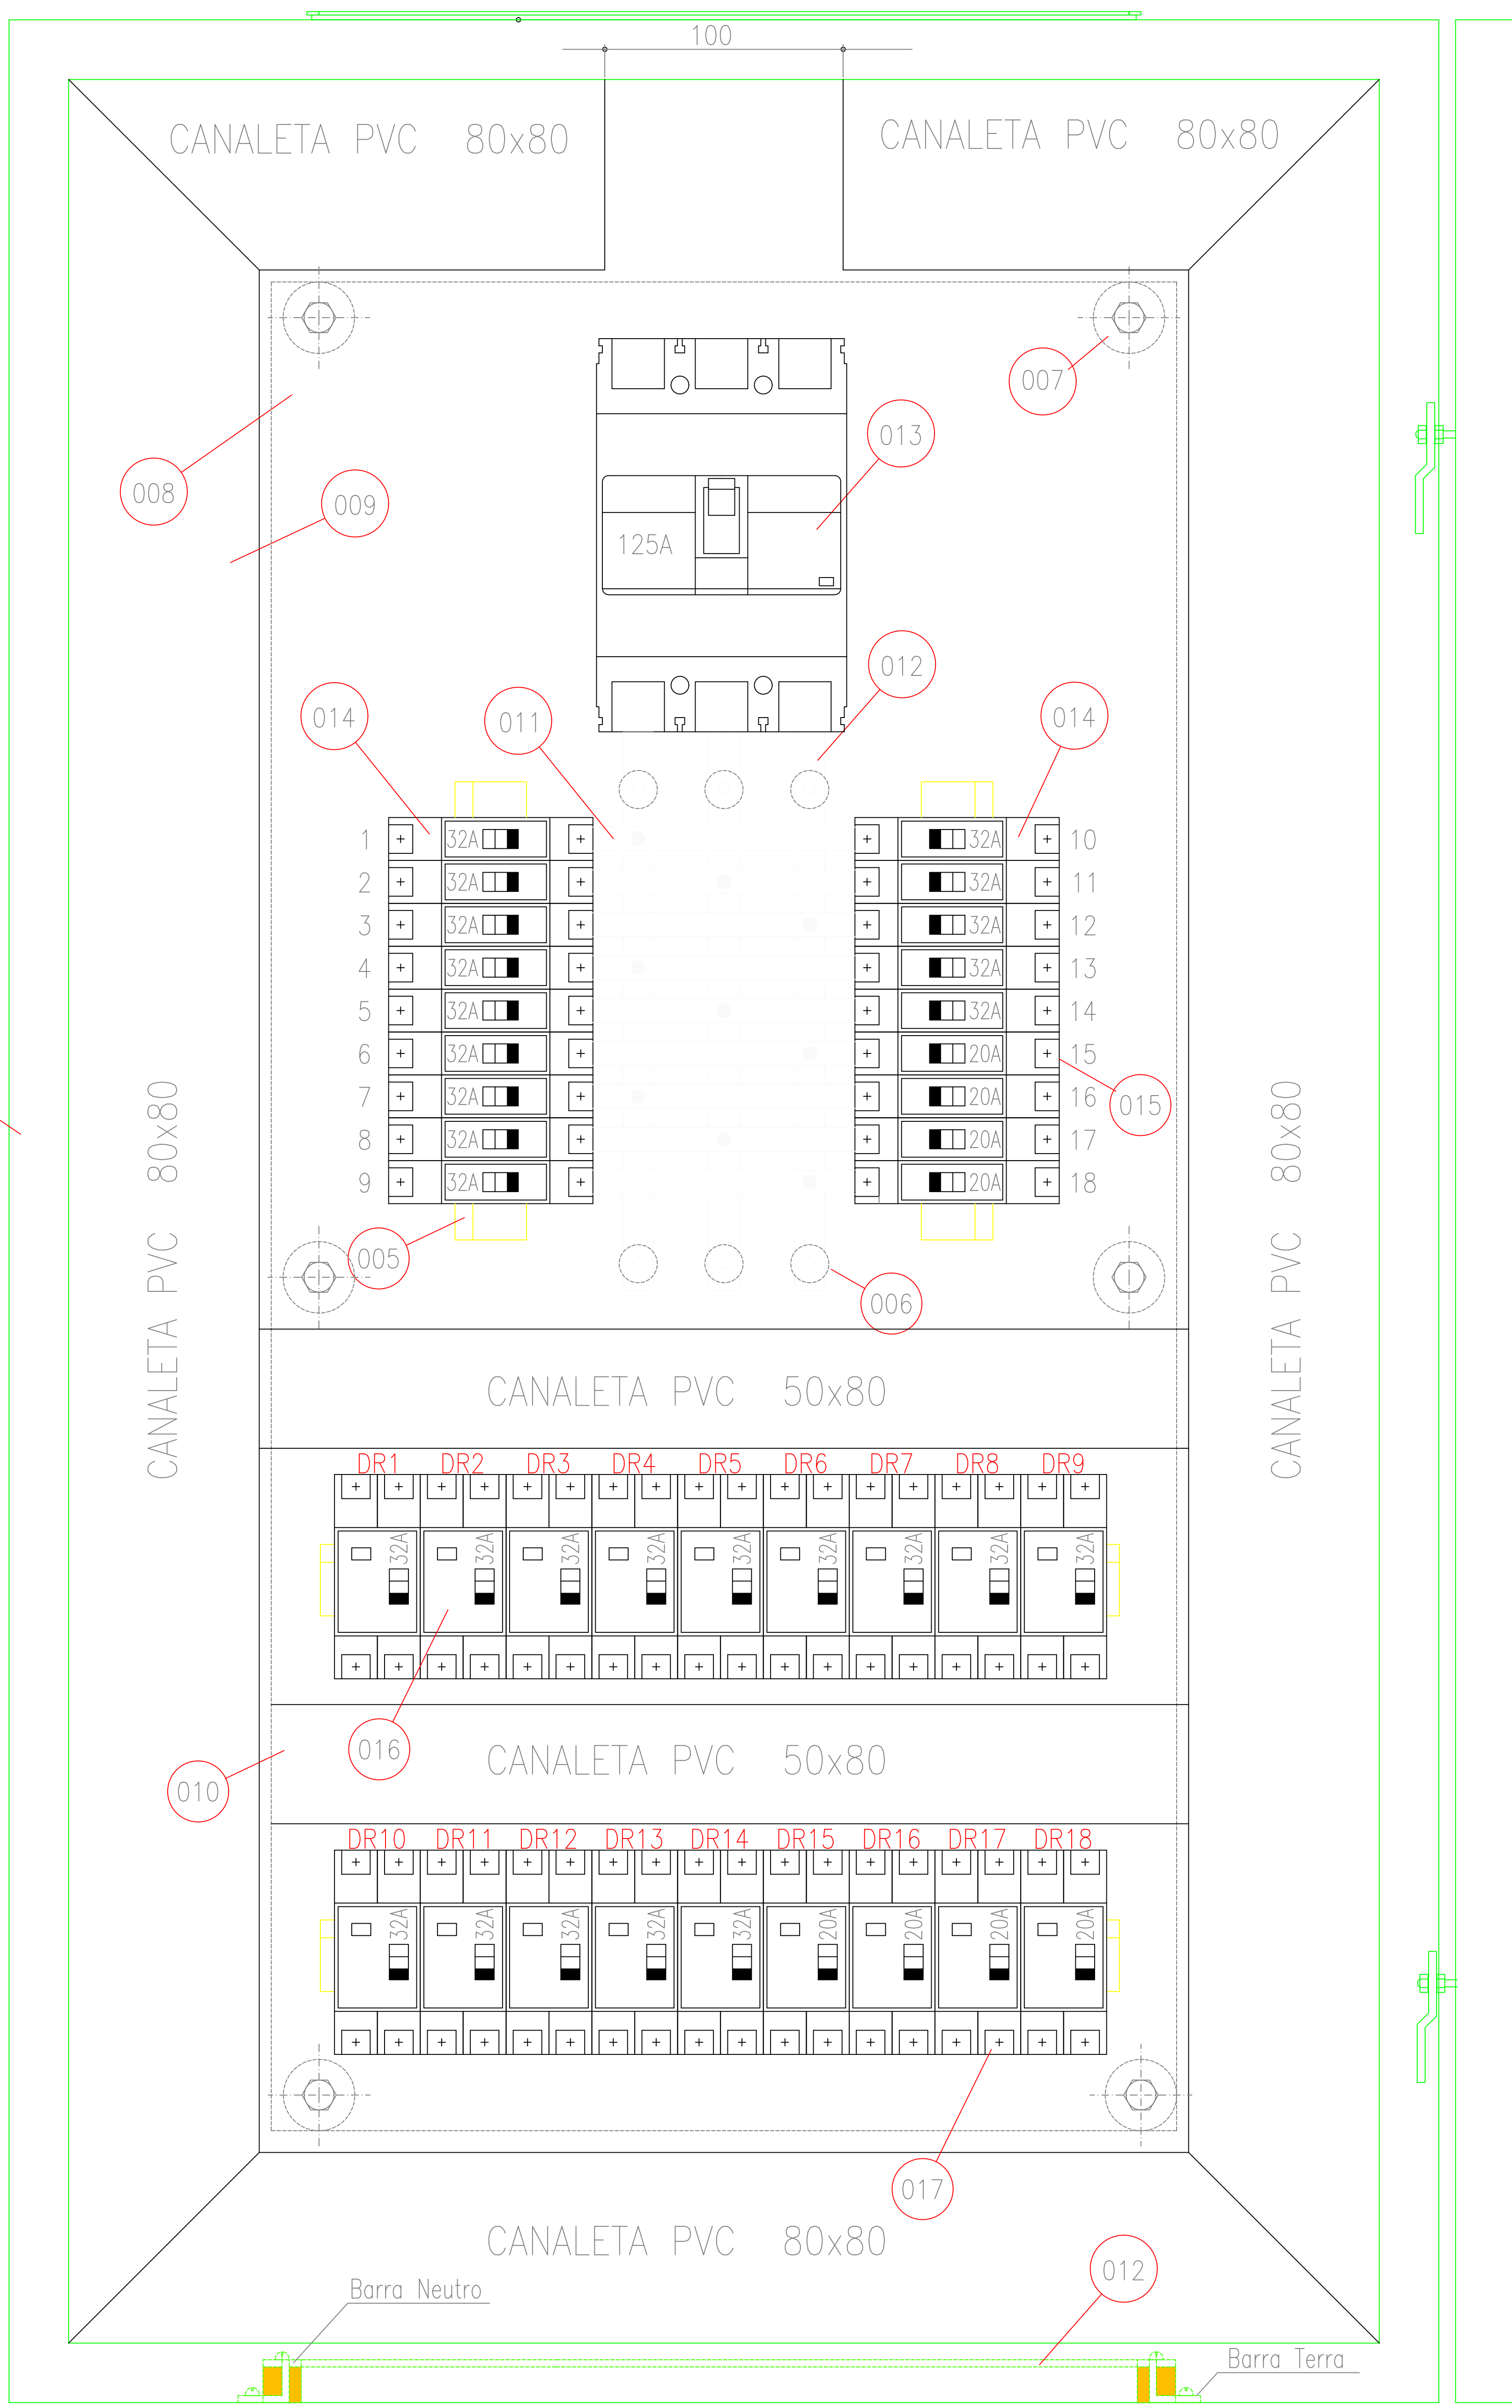 100
CANALETA PVC 80x80
CANALETA PVC 80x80
007
013
008
009
125A
012
014
011
014
1 32A 32A 10
2 32A 32A 11
3 32A 32A 12
4 32A 32A 13
5 32A 32A 14
6 32A 20A 15
7 32A 20A 16
015
8 32A 20A 17
9 32A 20A 18
CANALETA PVC 80x80
CANALETA PVC 80x80
005
006
CANALETA PVC 50x80
DR1 DR2 DR3 DR4 DR5 DR6 DR7 DR8 DR9
32A 32A 32A 32A 32A 32A 32A 32A 32A
016
CANALETA PVC 50x80
010
DR10 DR11 DR12 DR13 DR14 DR15 DR16 DR17 DR18
32A 32A 32A 32A 32A 20A 20A 20A 20A
017
CANALETA PVC 80x80
012
Barra Neutro
Barra Terra